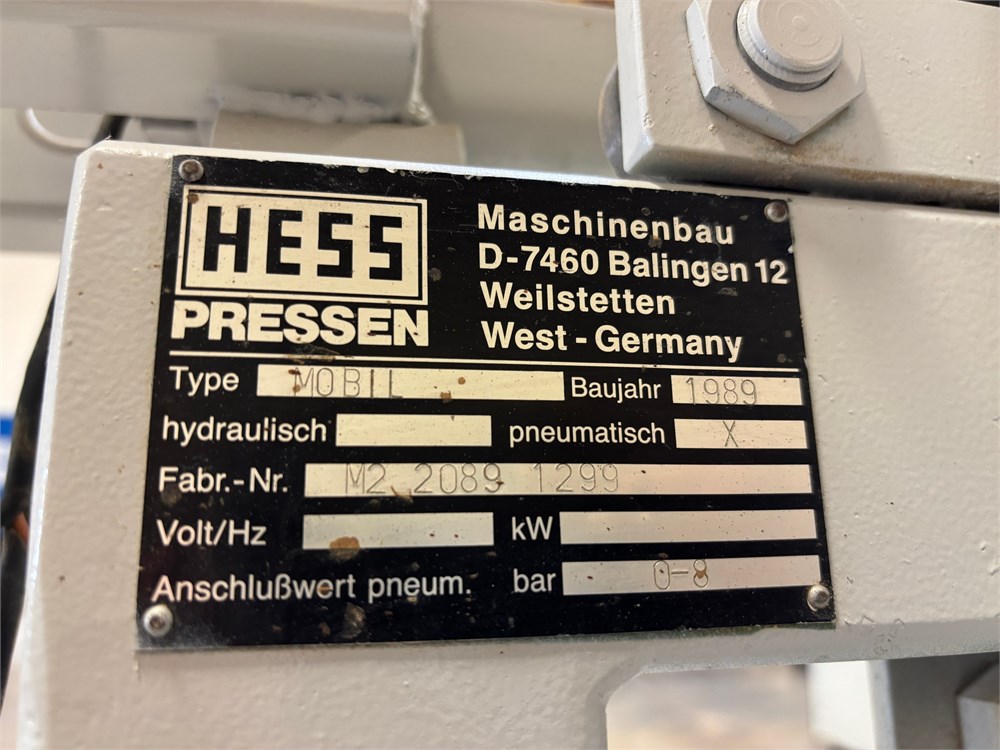 HESS
PRESSEN
Maschinenbau
D-7460 Balingen 12
Weilstetten
West-Germany
Type MOBIL Baujahr 1989
hydraulisch pneumatisch X
Fabr.-Nr. M2 2089 1299
Volt/Hz kW
Anschlußwert pneum. bar 0-8